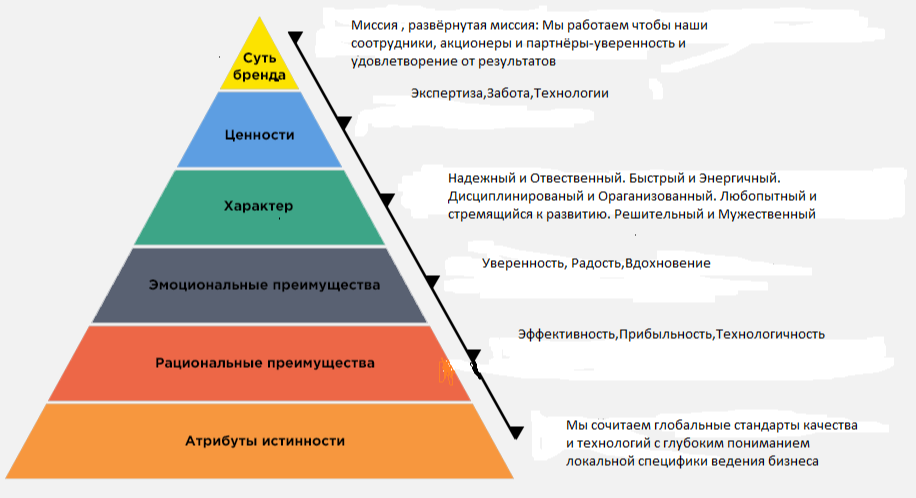 Суть
бренда
Миссия , развёрнутая миссия: Мы работаем чтобы наши
соотрудники, акционеры и партнёры-уверенность и
удовлетворение от результатов
Ценности
Экспертиза,Забота,Технологии
Характер
Надежный и Отвественный. Быстрый и Энергичный.
Дисциплинированый и Ораганизованный. Любопытный и
стремящийся к развитию. Решительный и Мужественный
Эмоциональные преимущества
Уверенность, Радость,Вдохновение
Рациональные преимущества
Эффективность,Прибыльность,Технологичность
Атрибуты истинности
Мы сочитаем глобальные стандарты качества
и технологий с глубоким пониманием
локальной специфики ведения бизнеса